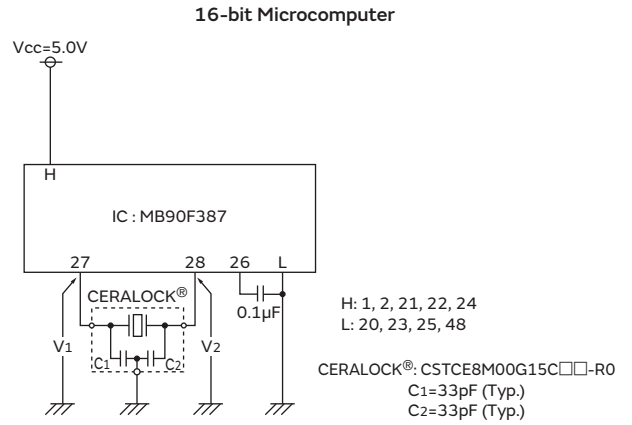 16-bit Microcomputer
Vcc=5.0V
H
IC : MB90F387
27 28 26 L
CERALOCK®
0.1μF
V1 C1 C2 V2
H: 1, 2, 21, 22, 24
L: 20, 23, 25, 48
CERALOCK®: CSTCE8M00G15C□□-R0
C1=33pF (Typ.)
C2=33pF (Typ.)